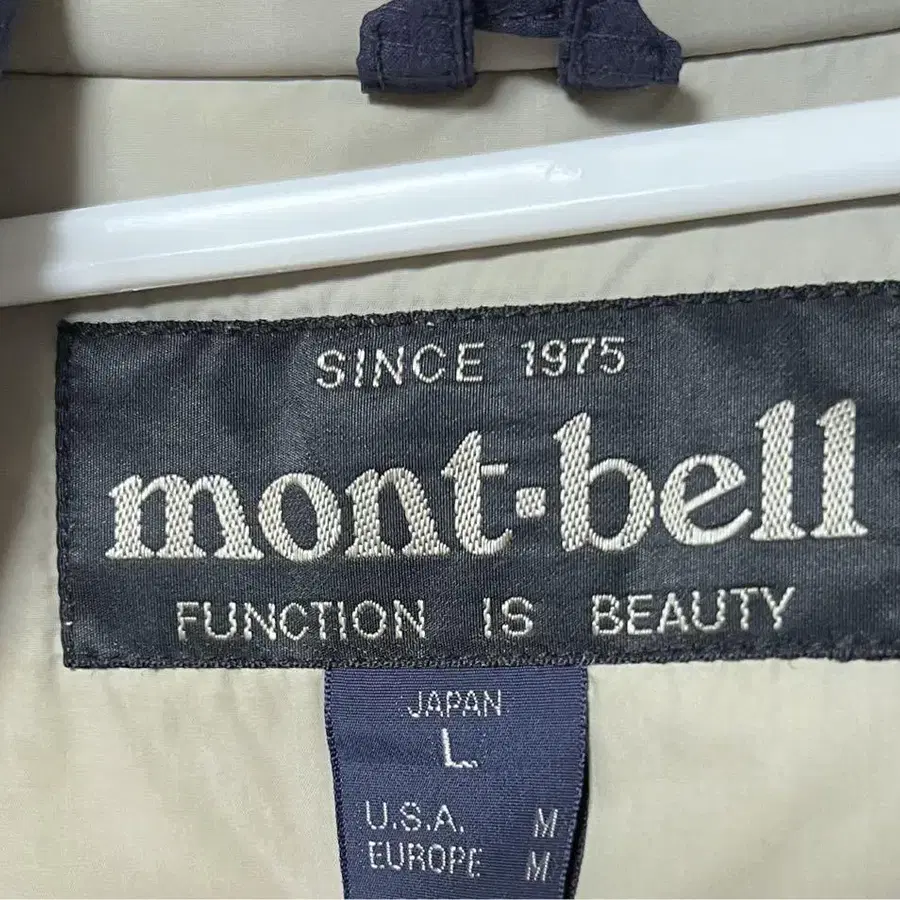 SINCE 1975
mont·bell
FUNCTION IS BEAUTY
JAPAN
L
U.S.A. M
EUROPE M